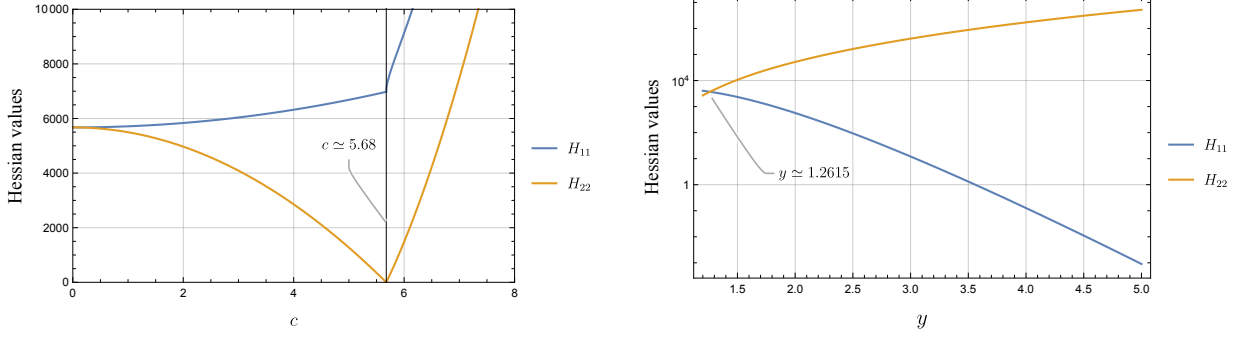 10000
8000
6000
4000
2000
0
Hessian values
c ≃ 5.68
0 2 4 6 8
c
H₁₁
H₂₂
10⁴
1
Hessian values
y ≃ 1.2615
1.5 2.0 2.5 3.0 3.5 4.0 4.5 5.0
y
H₁₁
H₂₂